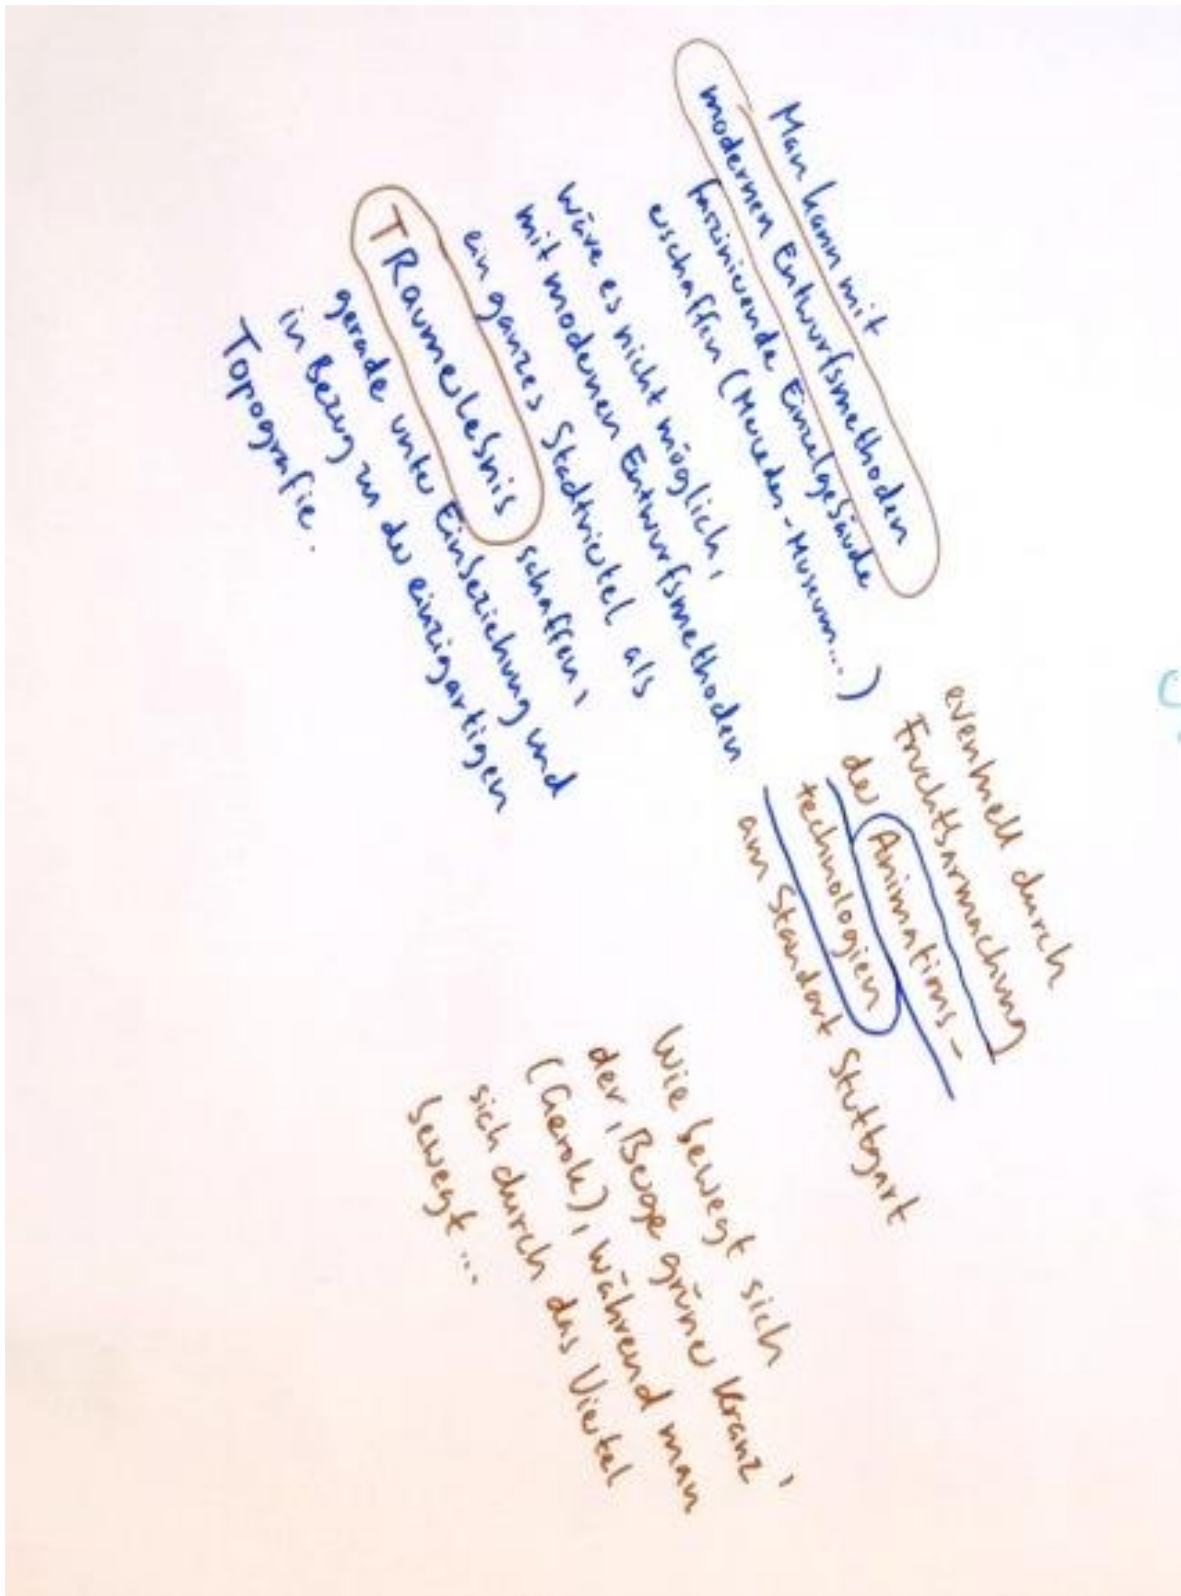 Man kann mit
modernen Entwurfsmethoden
faszinierende Einzelgebäude
erschaffen (Mercedes-Museum...)
wäre es nicht möglich,
mit modernen Entwurfsmethoden
ein ganzes Stadtviertel als
TRaumerlebnis schaffen,
gerade unter Einbeziehung und
in Bezug zu der einzigartigen
Topografie.
eventuell durch
Fruchtbarmachung
der Animations-
technologien
am Standort Stuttgart
Wie bewegt sich
der ‚Berge grüner Kranz'
(Gerok), während man
sich durch das Viertel
bewegt...